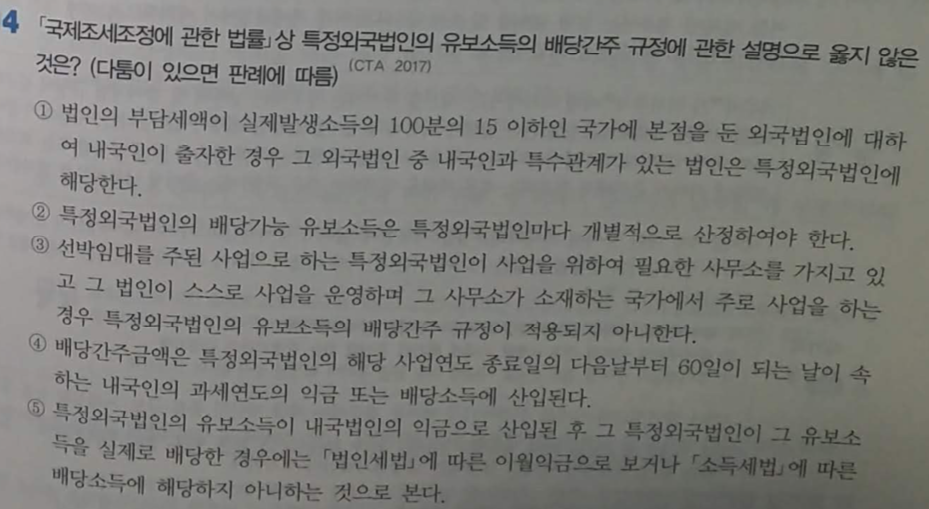 4 「국제조세조정에 관한 법률」상 특정외국법인의 유보소득의 배당간주 규정에 관한 설명으로 옳지 않은
것은? (다툼이 있으면 판례에 따름) (CTA 2017)
① 법인의 부담세액이 실제발생소득의 100분의 15 이하인 국가에 본점을 둔 외국법인에 대하
여 내국인이 출자한 경우 그 외국법인 중 내국인과 특수관계가 있는 법인은 특정외국법인에
해당한다.
② 특정외국법인의 배당가능 유보소득은 특정외국법인마다 개별적으로 산정하여야 한다.
③ 선박임대를 주된 사업으로 하는 특정외국법인이 사업을 위하여 필요한 사무소를 가지고 있
고 그 법인이 스스로 사업을 운영하며 그 사무소가 소재하는 국가에서 주로 사업을 하는
경우 특정외국법인의 유보소득의 배당간주 규정이 적용되지 아니한다.
④ 배당간주금액은 특정외국법인의 해당 사업연도 종료일의 다음날부터 60일이 되는 날이 속
하는 내국인의 과세연도의 익금 또는 배당소득에 산입된다.
⑤ 특정외국법인의 유보소득이 내국법인의 익금으로 산입된 후 그 특정외국법인이 그 유보소
득을 실제로 배당한 경우에는 「법인세법」에 따른 이월익금으로 보거나 「소득세법」에 따른
배당소득에 해당하지 아니하는 것으로 본다.